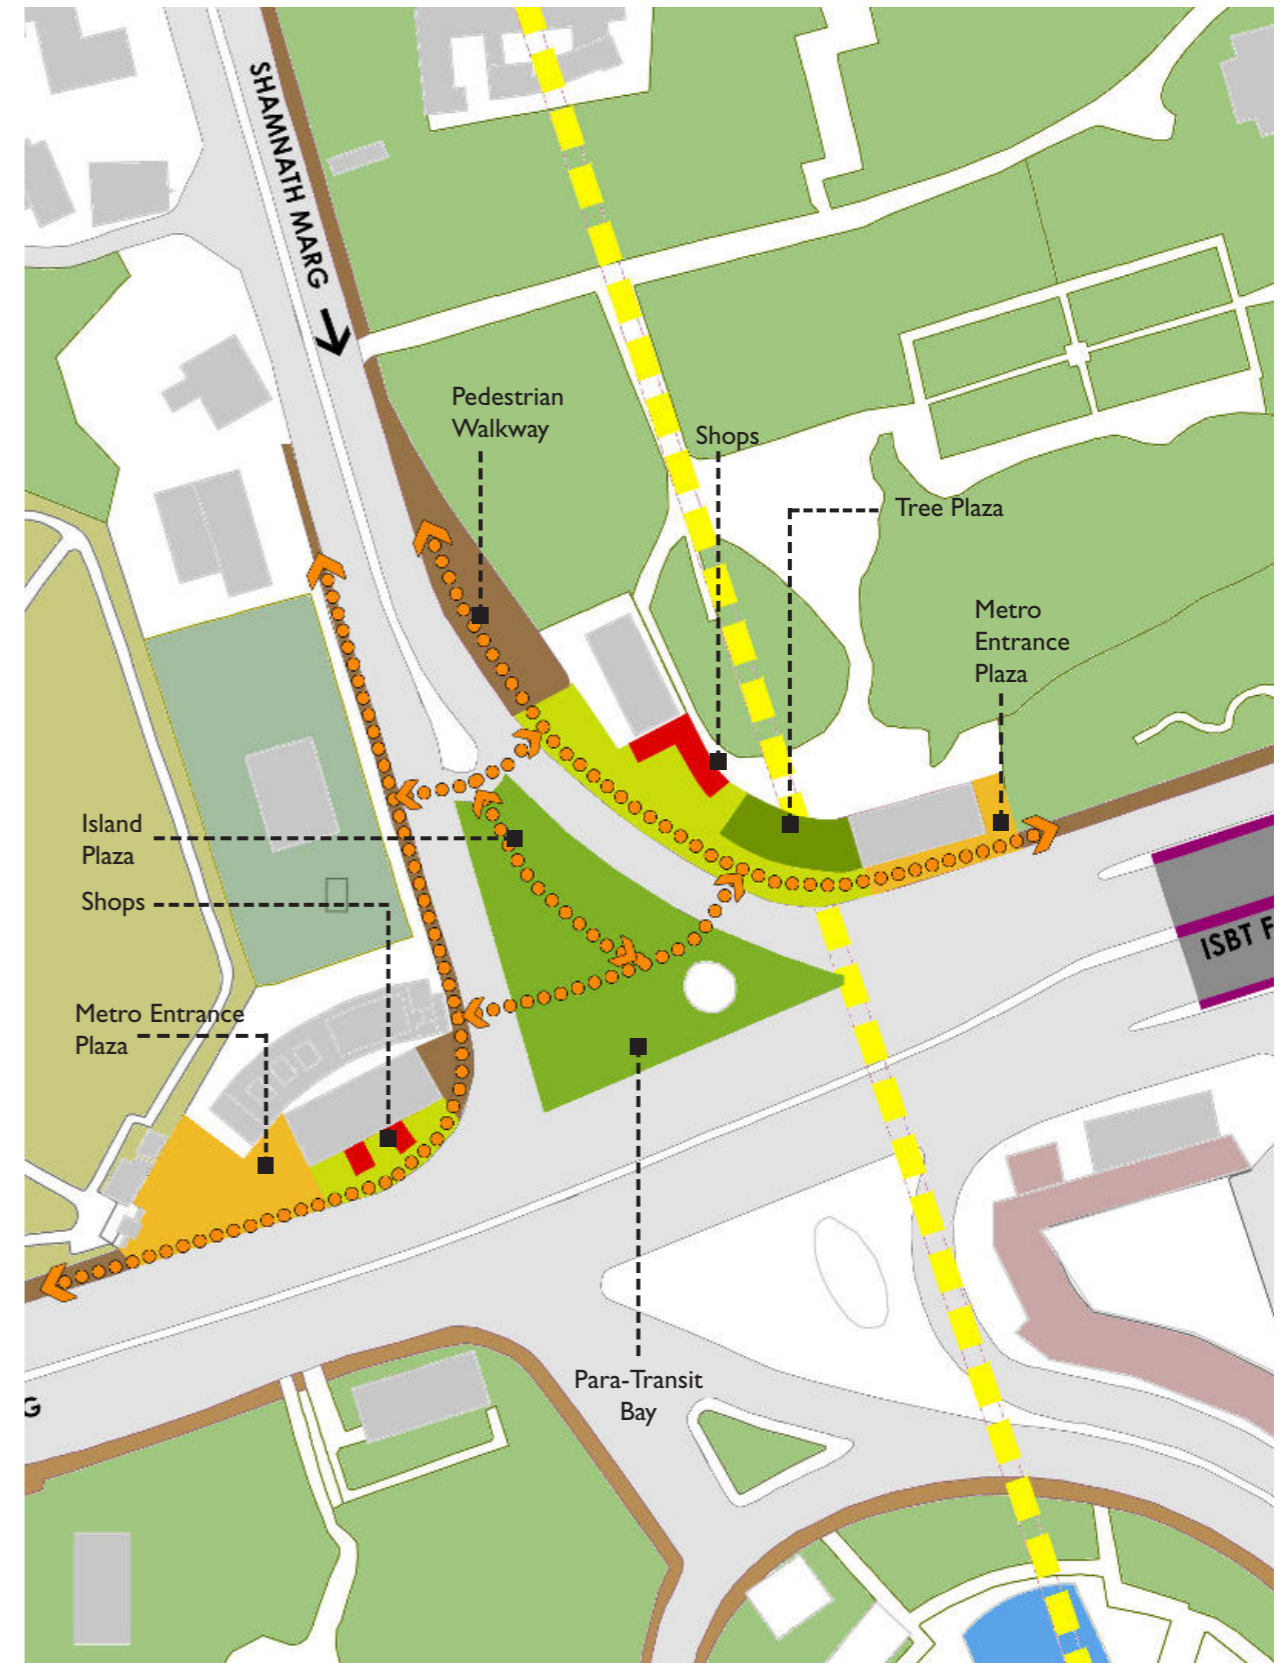 SHAMNATH MARG
Pedestrian
Walkway
Shops
Tree Plaza
Metro
Entrance
Plaza
Island
Plaza
Shops
ISBT F
Metro Entrance
Plaza
Para-Transit
Bay
G